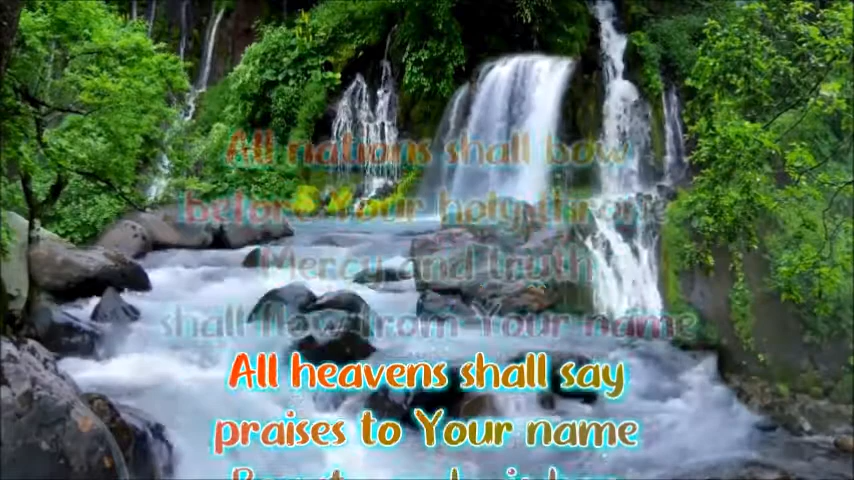 All nations shall bow
before Your holy throne
Mercy and truth
shall flow from Your name
All heavens shall say
praises to Your name